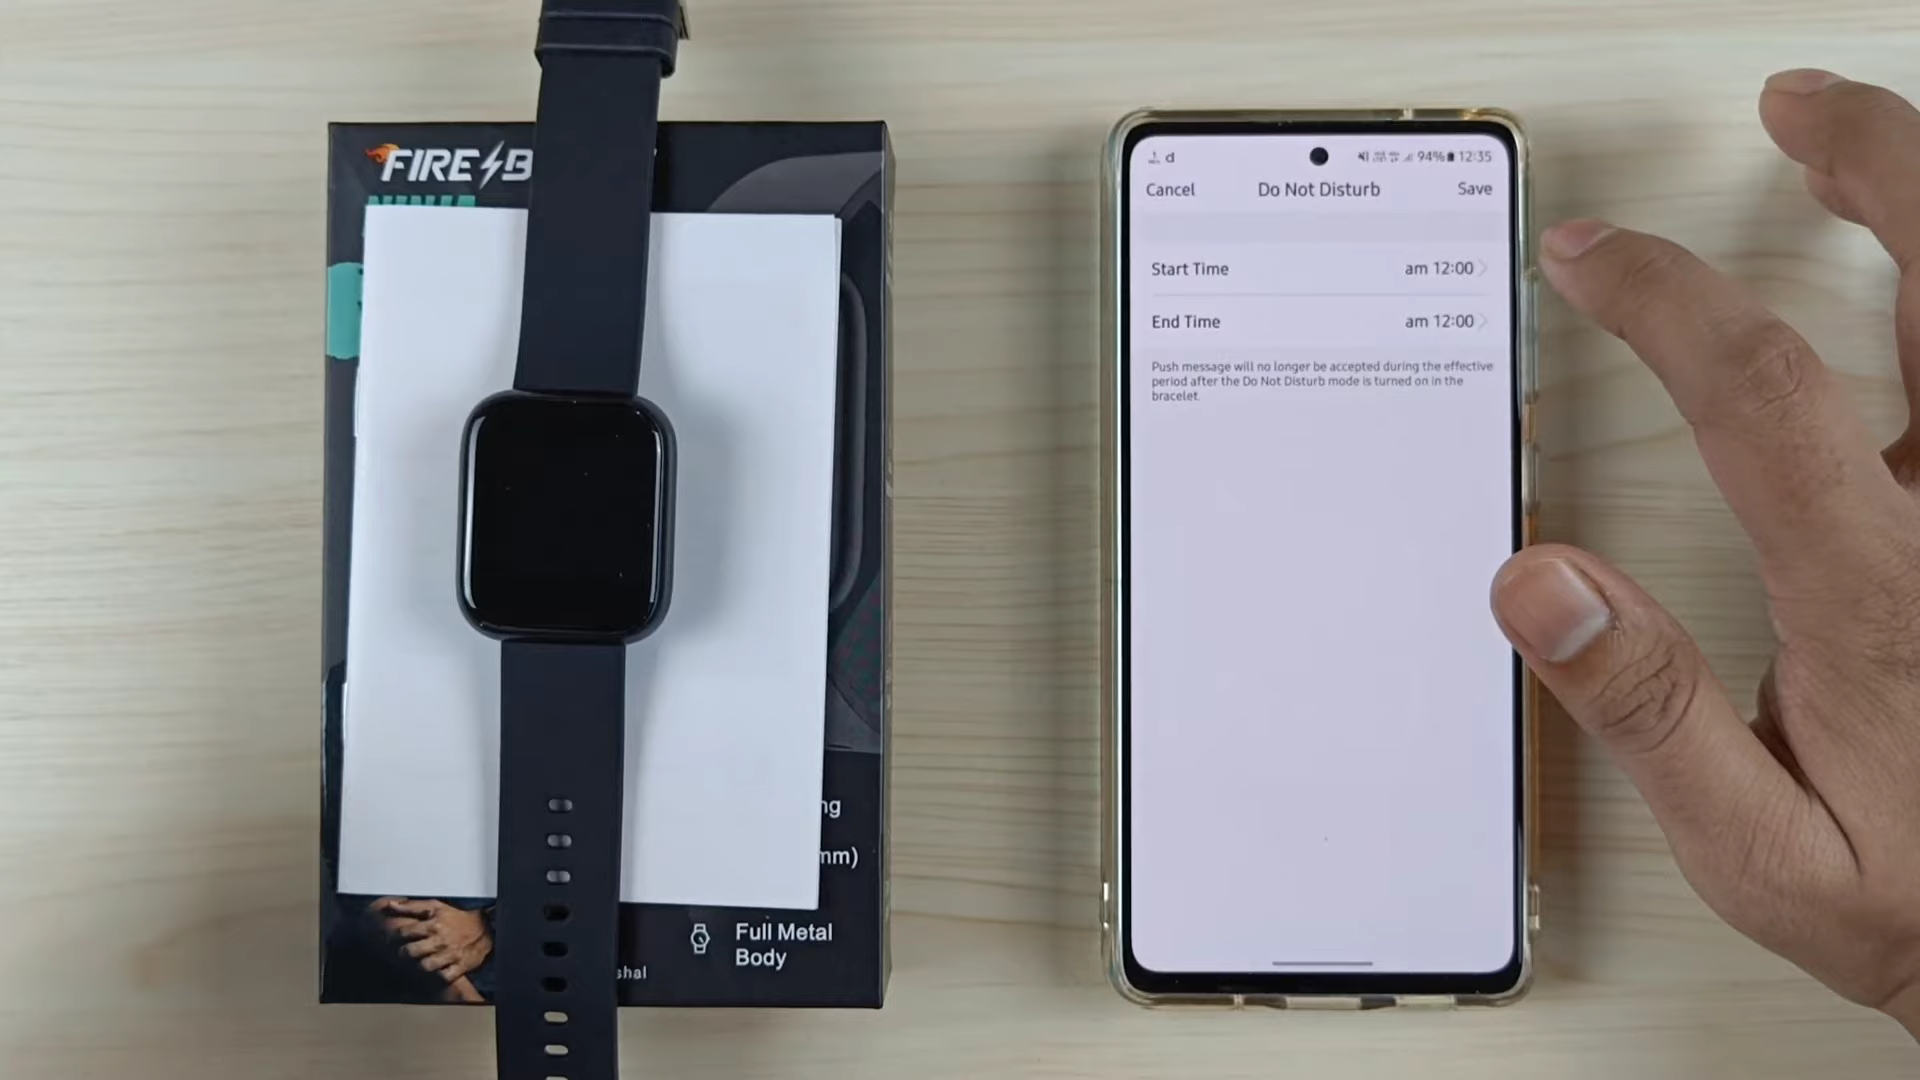 FIRE B
NINJA
ng
mm)
Full Metal
Body
shal
d
94% 12:35
Cancel
Do Not Disturb
Save
Start Time
am 12:00
End Time
am 12:00
Push message will no longer be accepted during the effective
period after the Do Not Disturb mode is turned on in the
bracelet.